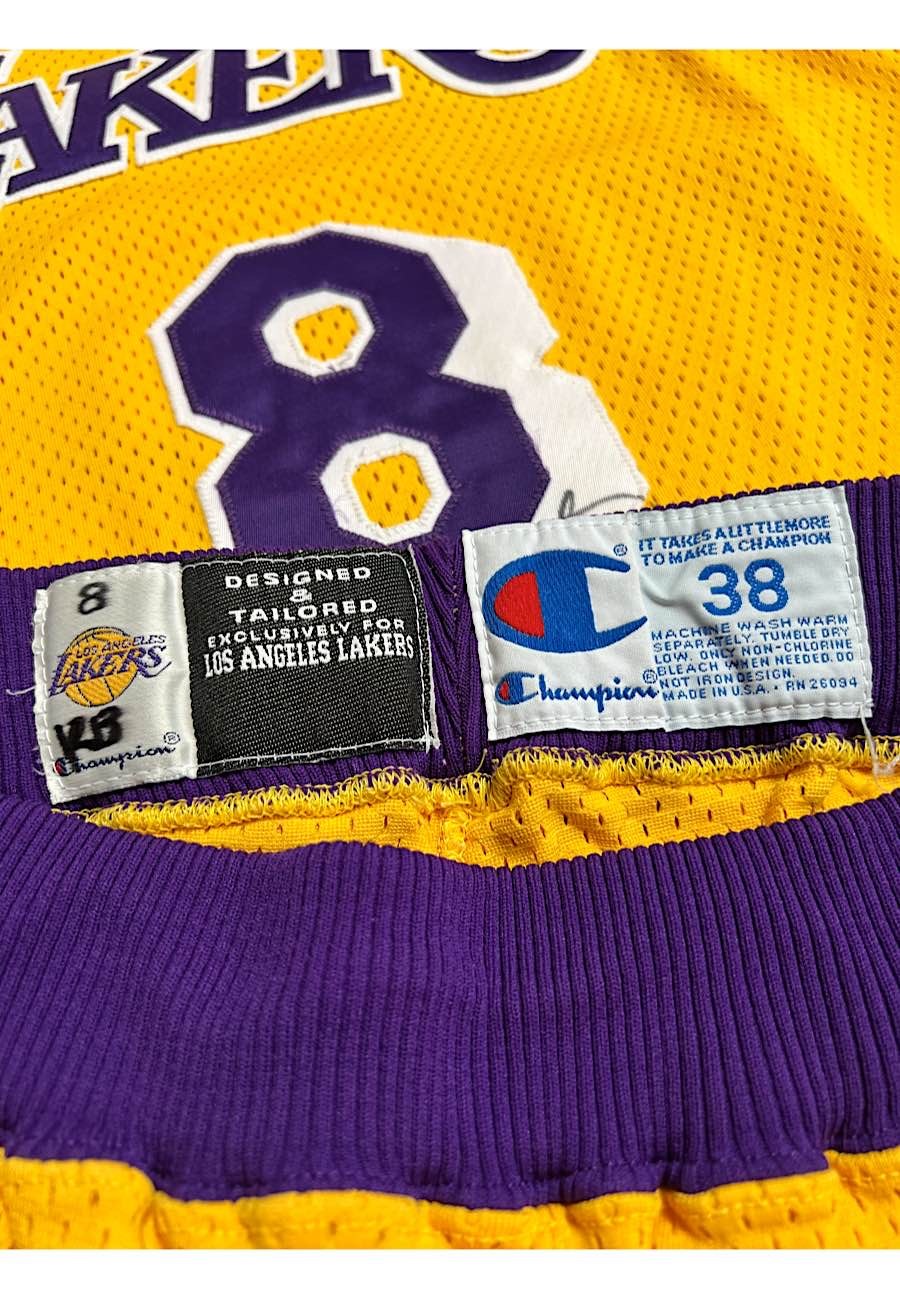 LAKERS
8
8
LOS ANGELES
LAKERS
KB
Champion®
DESIGNED
&
TAILORED
EXCLUSIVELY FOR
LOS ANGELES LAKERS
®
IT TAKES A LITTLE MORE
TO MAKE A CHAMPION
38
Champion®
MACHINE WASH WARM
SEPARATELY. TUMBLE DRY
LOW. ONLY NON-CHLORINE
BLEACH WHEN NEEDED. DO
NOT IRON DESIGN.
MADE IN U.S.A. • RN 26094